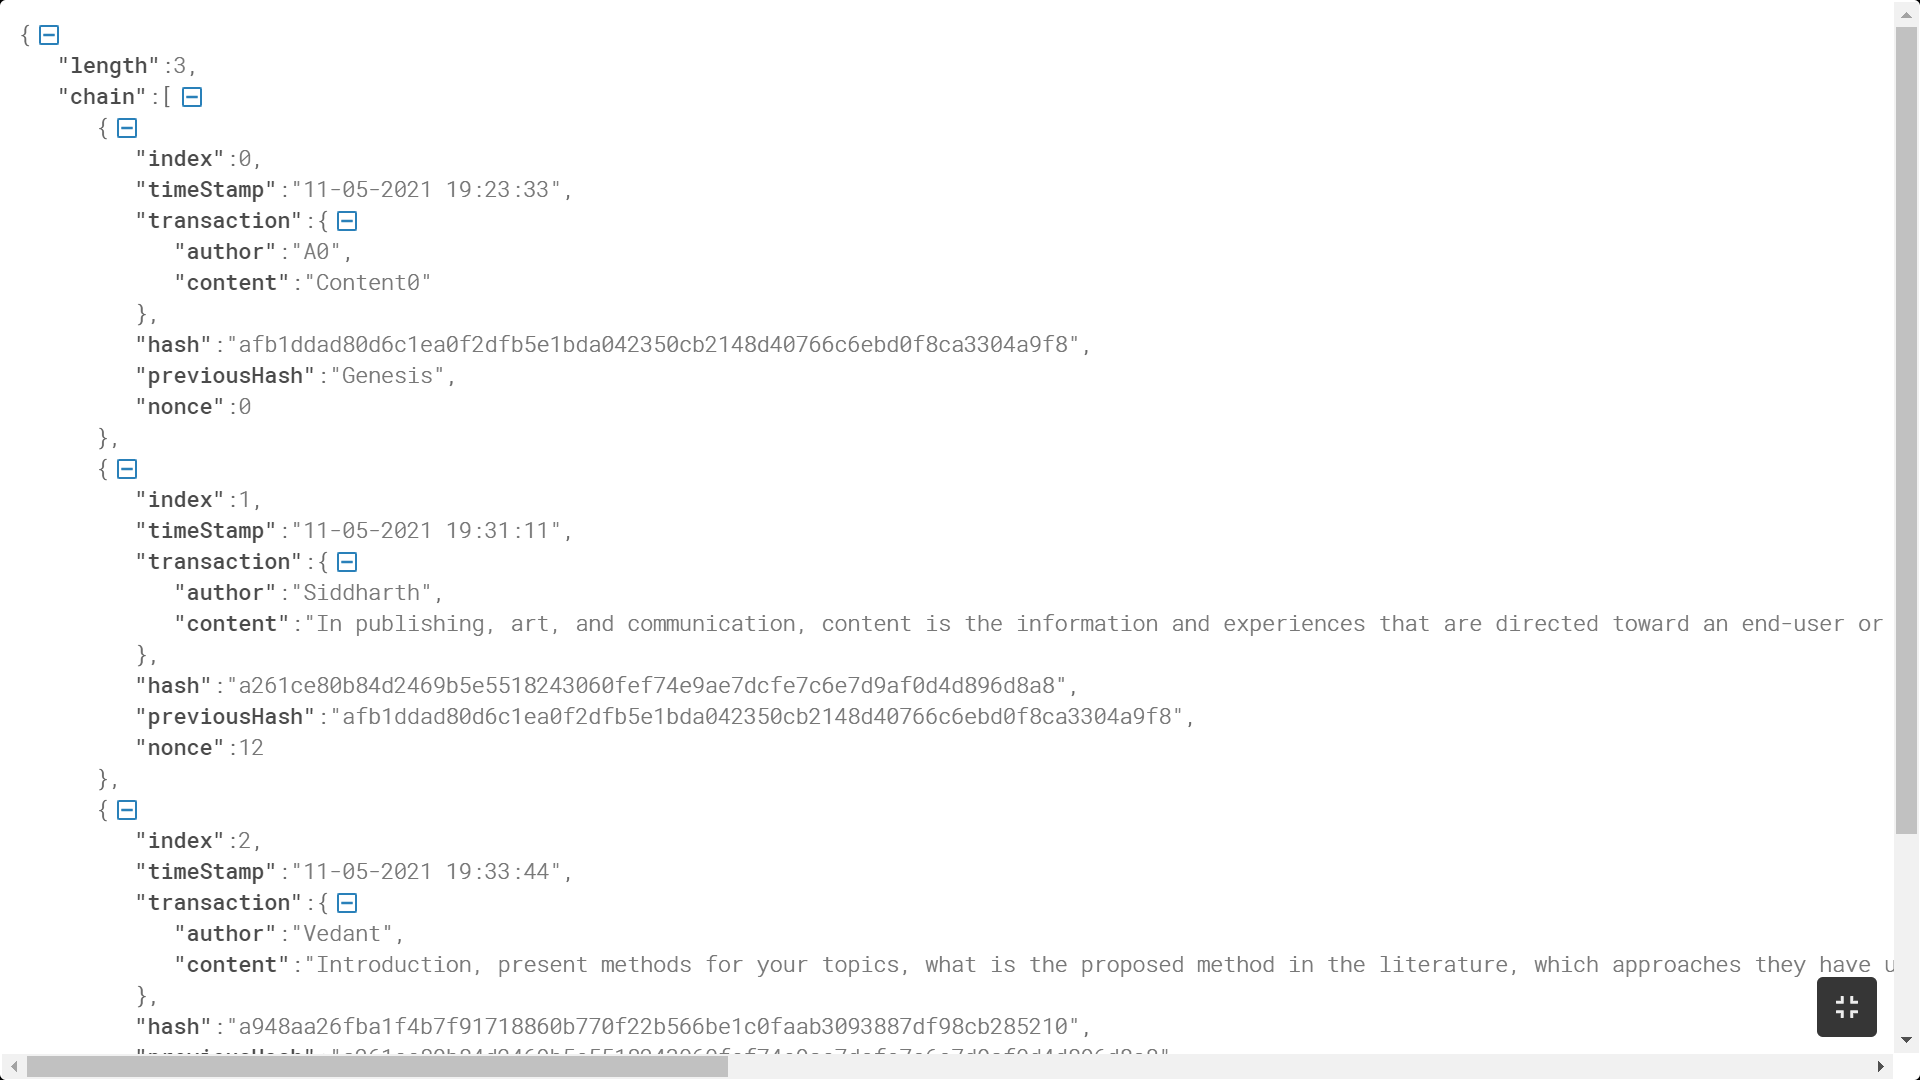 {
"length":3,
"chain":[
{
"index":0,
"timeStamp":"11-05-2021 19:23:33",
"transaction":{
"author":"A0",
"content":"Content0"
},
"hash":"afb1ddad80d6c1ea0f2dfb5e1bda042350cb2148d40766c6ebd0f8ca3304a9f8",
"previousHash":"Genesis",
"nonce":0
},
{
"index":1,
"timeStamp":"11-05-2021 19:31:11",
"transaction":{
"author":"Siddharth",
"content":"In publishing, art, and communication, content is the information and experiences that are directed toward an end-user or
},
"hash":"a261ce80b84d2469b5e5518243060fef74e9ae7dcfe7c6e7d9af0d4d896d8a8",
"previousHash":"afb1ddad80d6c1ea0f2dfb5e1bda042350cb2148d40766c6ebd0f8ca3304a9f8",
"nonce":12
},
{
"index":2,
"timeStamp":"11-05-2021 19:33:44",
"transaction":{
"author":"Vedant",
"content":"Introduction, present methods for your topics, what is the proposed method in the literature, which approaches they have
},
"hash":"a948aa26fba1f4b7f91718860b770f22b566be1c0faab3093887df98cb285210",